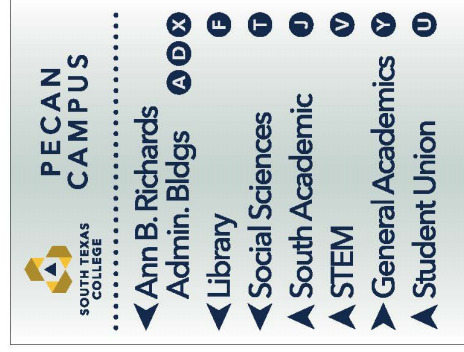 SOUTH TEXAS
COLLEGE
PECAN
CAMPUS
Ann B. Richards
Admin. Bldgs A D X
Library F
Social Sciences T
South Academic J
STEM V
General Academics Y
Student Union U